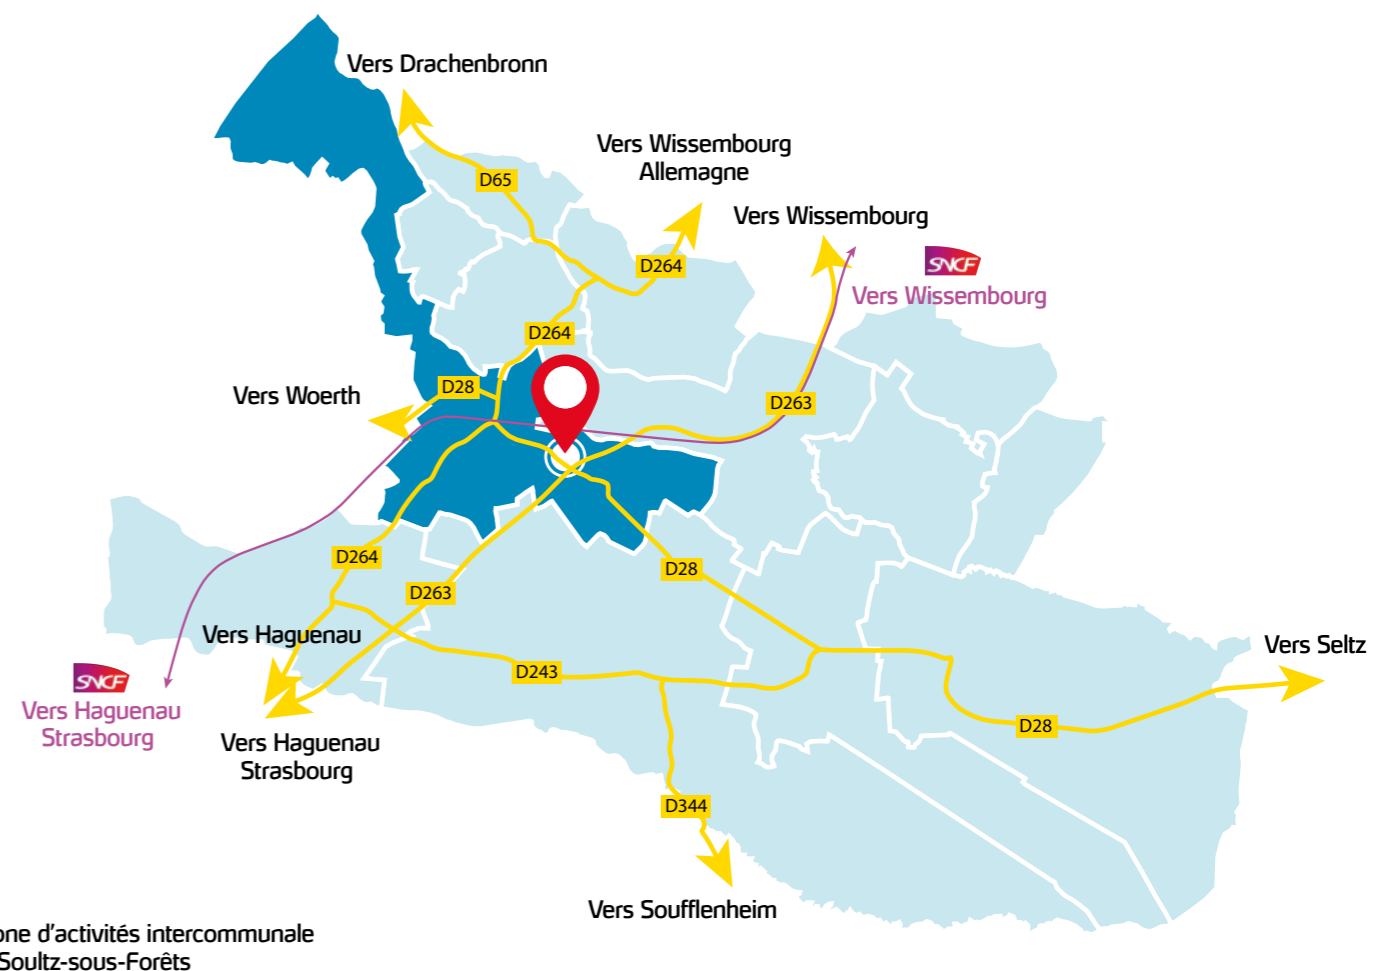 Vers Drachenbronn
Vers Wissembourg
Allemagne
D65
Vers Wissembourg
SNCF
Vers Wissembourg
D264
D264
Vers Woerth
D28
D263
D264
D28
D263
Vers Haguenau
Vers Seltz
D243
SNCF
Vers Haguenau
Strasbourg
Vers Haguenau
Strasbourg
D28
D344
Vers Soufflenheim
one d'activités intercommunale
Soultz-sous-Forêts